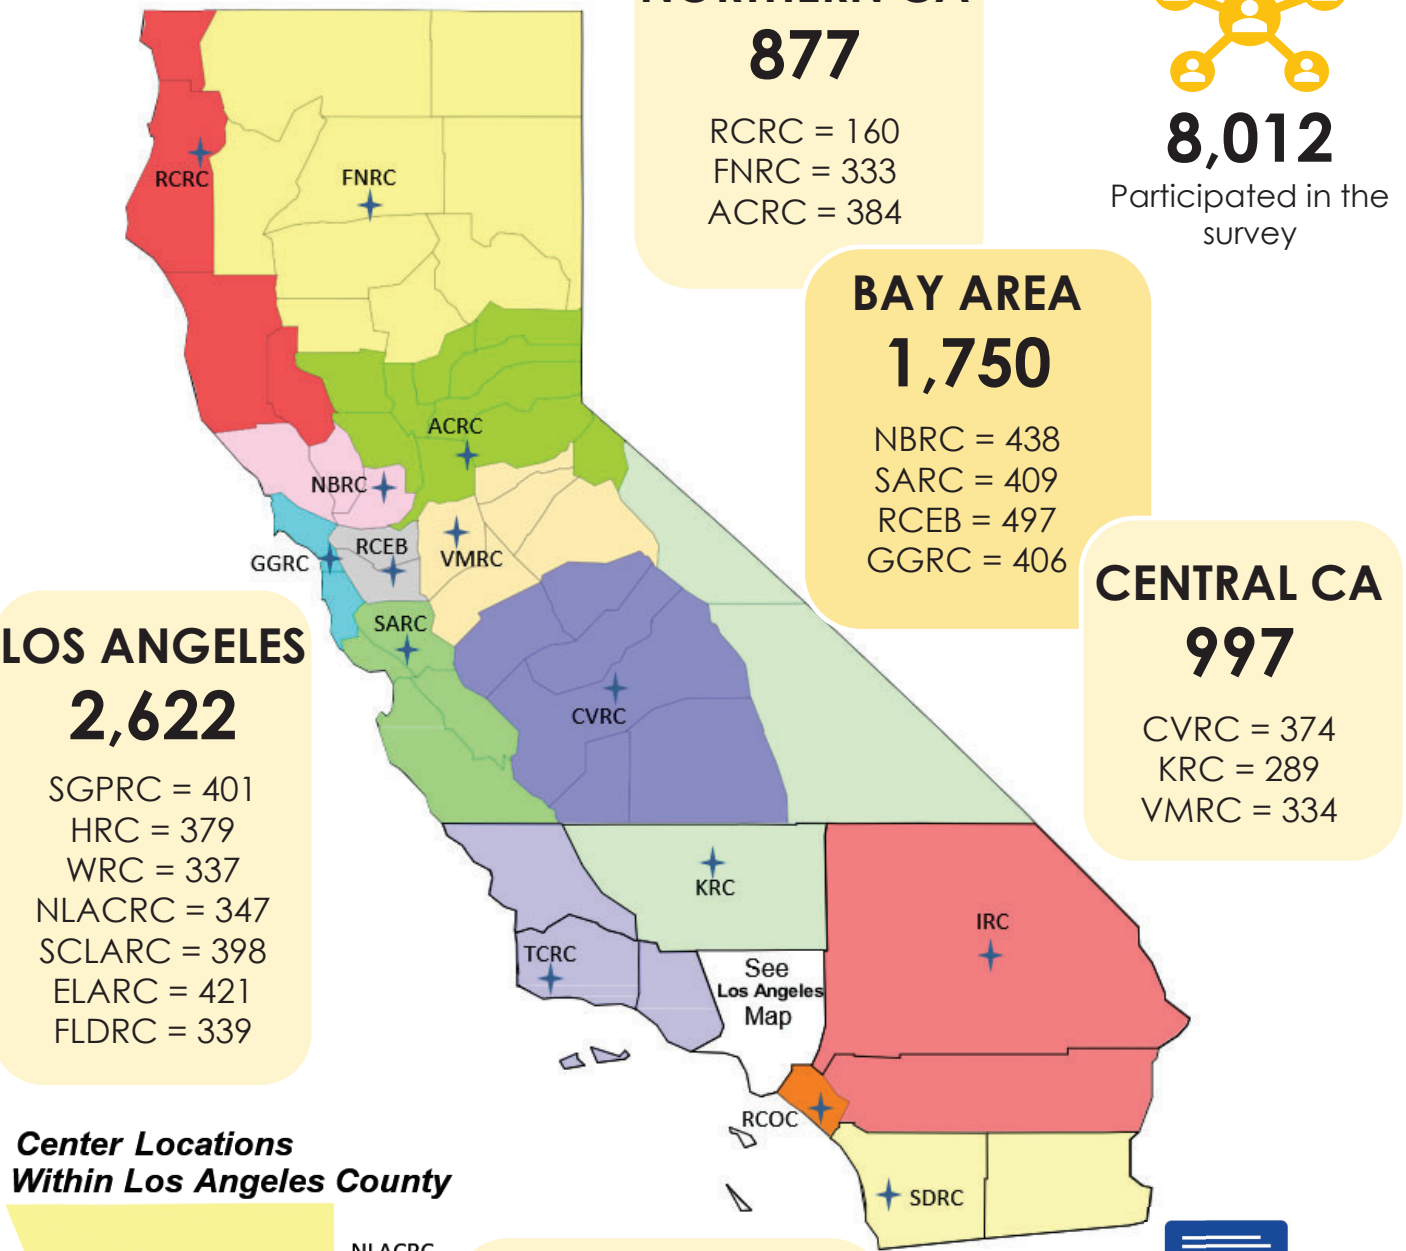 NORTHERN CA
877
RCRC = 160
FNRC = 333
ACRC = 384
8,012
Participated in the
survey
BAY AREA
1,750
NBRC = 438
SARC = 409
RCEB = 497
GGRC = 406
CENTRAL CA
997
CVRC = 374
KRC = 289
VMRC = 334
LOS ANGELES
2,622
SGPRC = 401
HRC = 379
WRC = 337
NLACRC = 347
SCLARC = 398
ELARC = 421
FLDRC = 339
RCRC
FNRC
ACRC
NBRC
GGRC
RCEB
VMRC
SARC
CVRC
KRC
IRC
TCRC
See
Los Angeles
Map
RCOC
SDRC
Center Locations
Within Los Angeles County
NLACRC